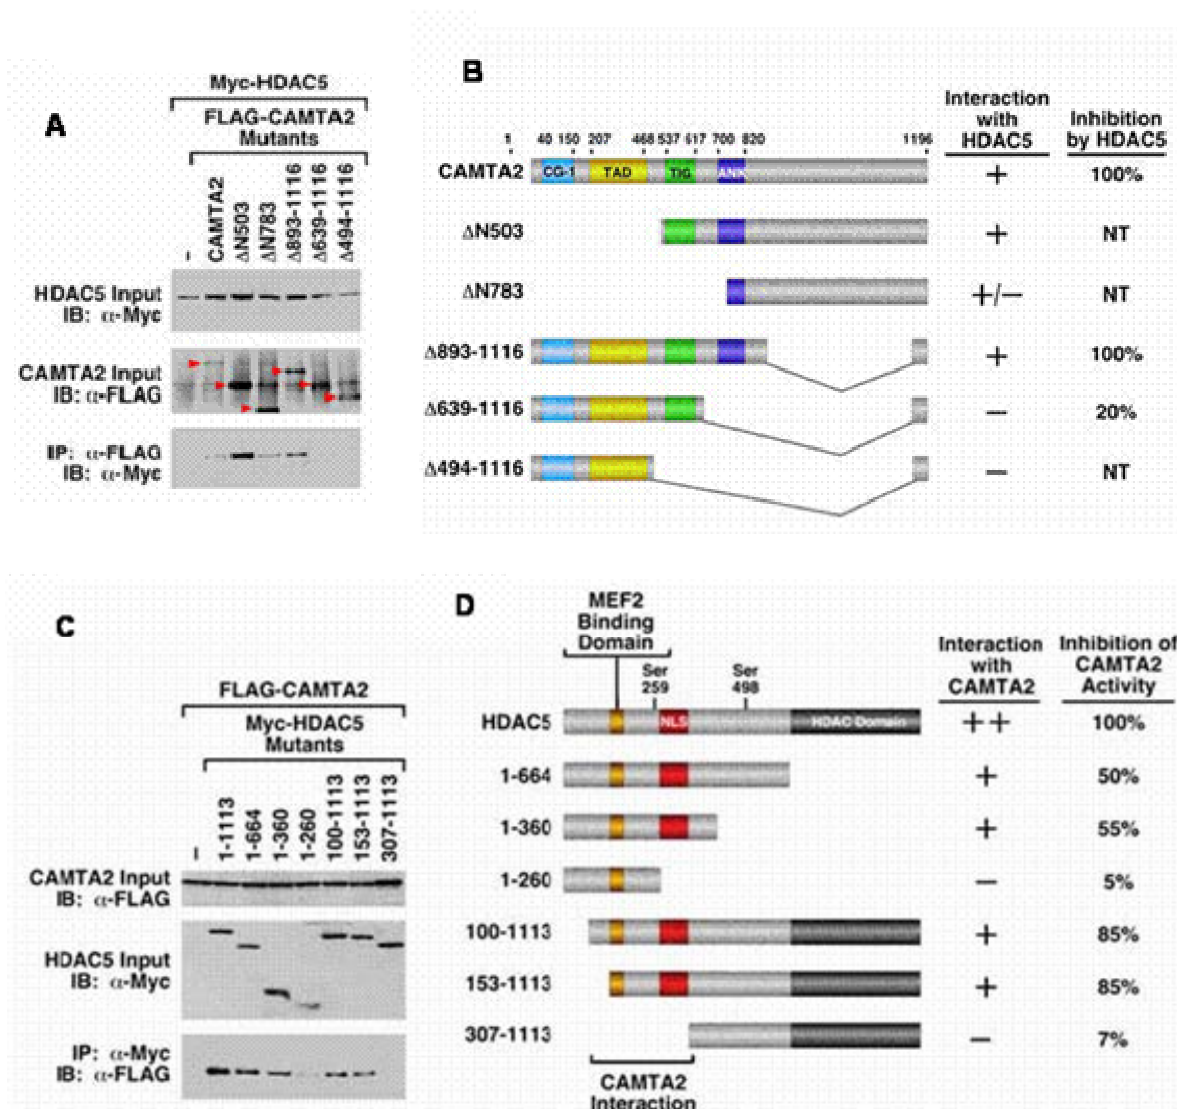 A
Myc-HDAC5
FLAG-CAMTA2
Mutants
–
CAMTA2
ΔN503
ΔN783
Δ893-1116
Δ639-1116
Δ494-1116
HDAC5 Input
IB: α-Myc
CAMTA2 Input
IB: α-FLAG
IP: α-FLAG
IB: α-Myc
B
Interaction
with
HDAC5
Inhibition
by HDAC5
1 40 150 207 468 537 617 700 820 1196
CAMTA2 CG-1 TAD TIG ANK + 100%
ΔN503 + NT
ΔN783 +/– NT
Δ893-1116 + 100%
Δ639-1116 – 20%
Δ494-1116 – NT
C
FLAG-CAMTA2
Myc-HDAC5
Mutants
–
1-1113
1-664
1-360
1-260
100-1113
153-1113
307-1113
CAMTA2 Input
IB: α-FLAG
HDAC5 Input
IB: α-Myc
IP: α-Myc
IB: α-FLAG
D
MEF2
Binding
Domain
Ser
259
Ser
498
Interaction
with
CAMTA2
Inhibition of
CAMTA2
Activity
HDAC5 NLS HDAC Domain ++ 100%
1-664 + 50%
1-360 + 55%
1-260 – 5%
100-1113 + 85%
153-1113 + 85%
307-1113 – 7%
CAMTA2
Interaction